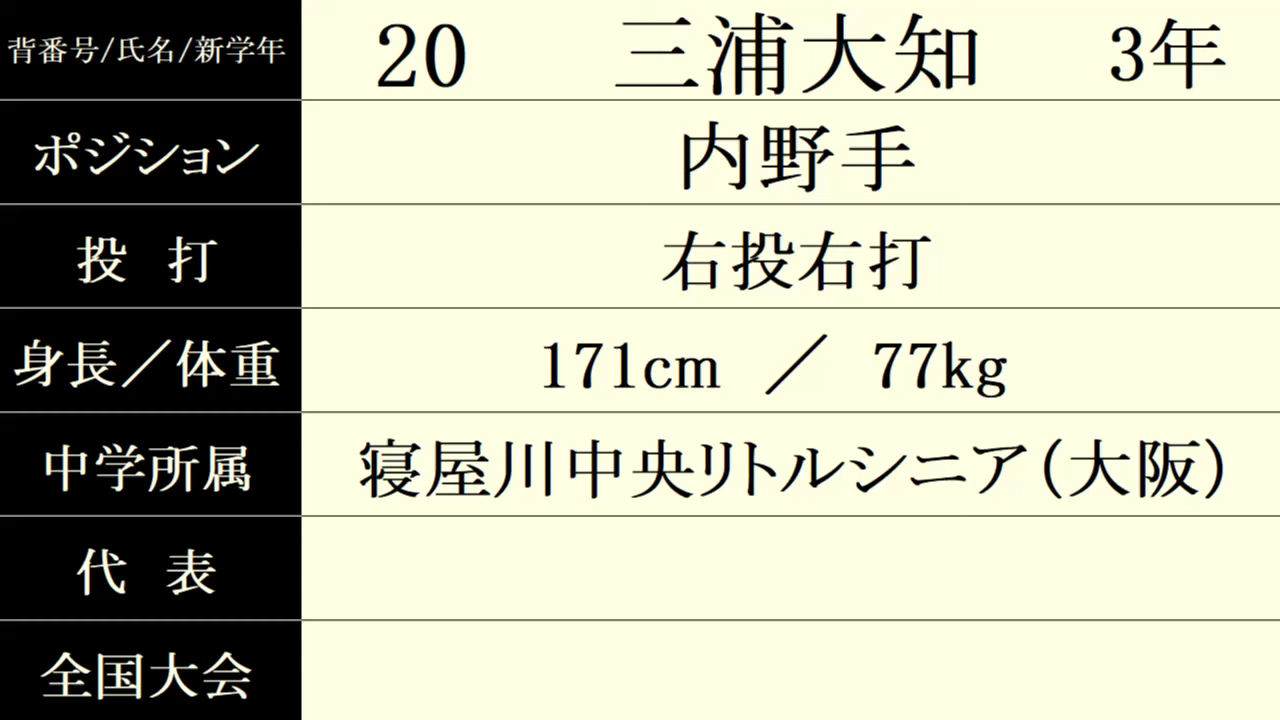 背番号/氏名/新学年 20 三浦大知 3年
ポジション 内野手
投 打 右投右打
身長／体重 171cm ／ 77kg
中学所属 寝屋川中央リトルシニア(大阪)
代 表
全国大会